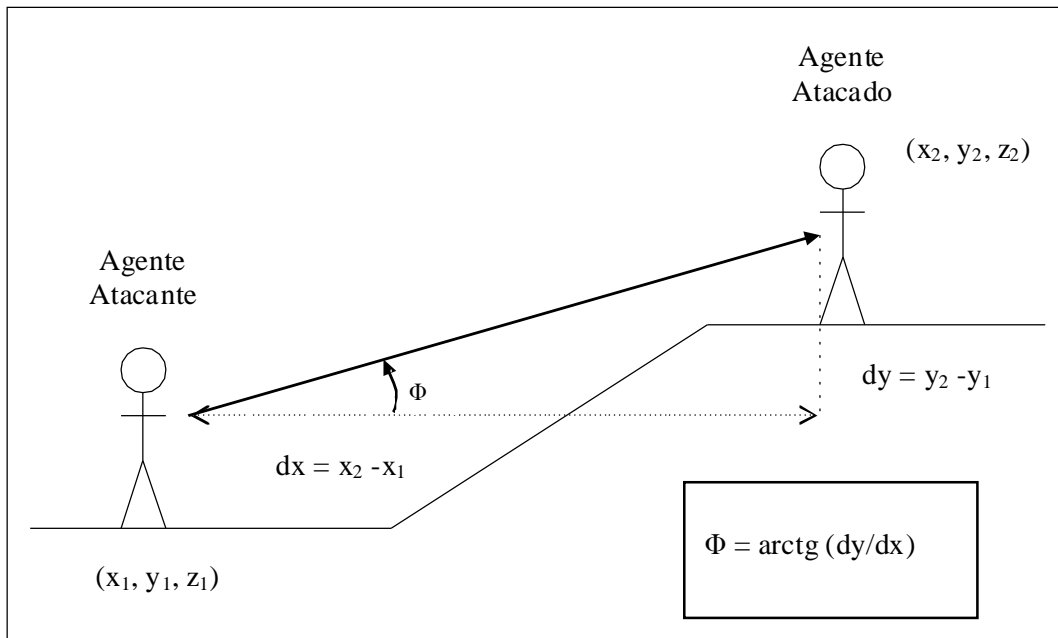 Agente
Atacado
(x₂, y₂, z₂)
Agente
Atacante
Φ
dy = y₂ -y₁
dx = x₂ -x₁
Φ = arctg (dy/dx)
(x₁, y₁, z₁)